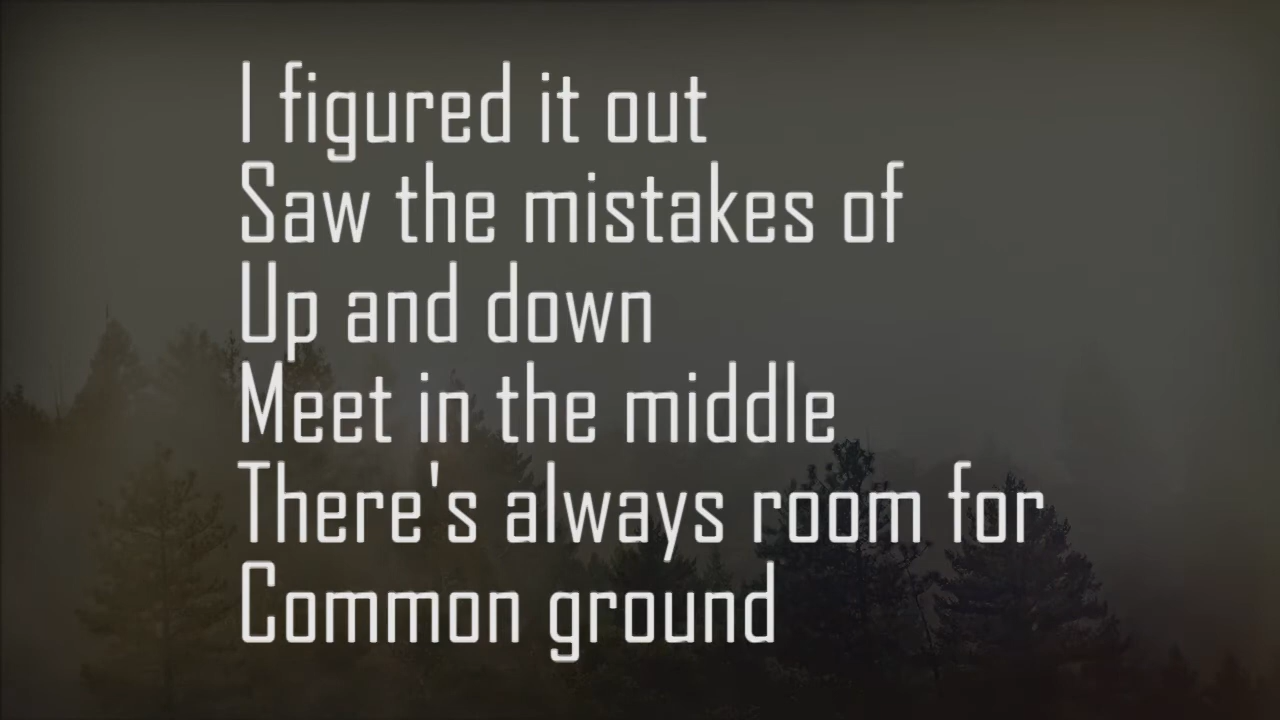 I figured it out
Saw the mistakes of
Up and down
Meet in the middle
There's always room for
Common ground